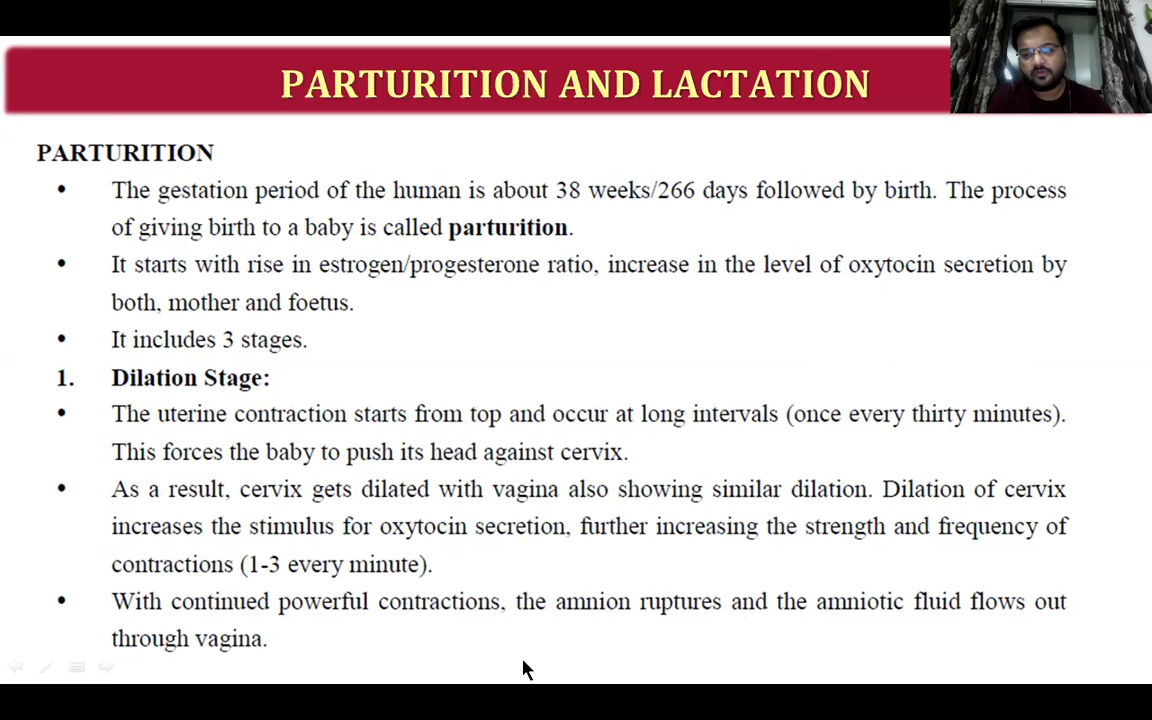 PARTURITION AND LACTATION
PARTURITION
• The gestation period of the human is about 38 weeks/266 days followed by birth. The process
of giving birth to a baby is called parturition.
• It starts with rise in estrogen/progesterone ratio, increase in the level of oxytocin secretion by
both, mother and foetus.
• It includes 3 stages.
1. Dilation Stage:
• The uterine contraction starts from top and occur at long intervals (once every thirty minutes).
This forces the baby to push its head against cervix.
• As a result, cervix gets dilated with vagina also showing similar dilation. Dilation of cervix
increases the stimulus for oxytocin secretion, further increasing the strength and frequency of
contractions (1-3 every minute).
• With continued powerful contractions, the amnion ruptures and the amniotic fluid flows out
through vagina.